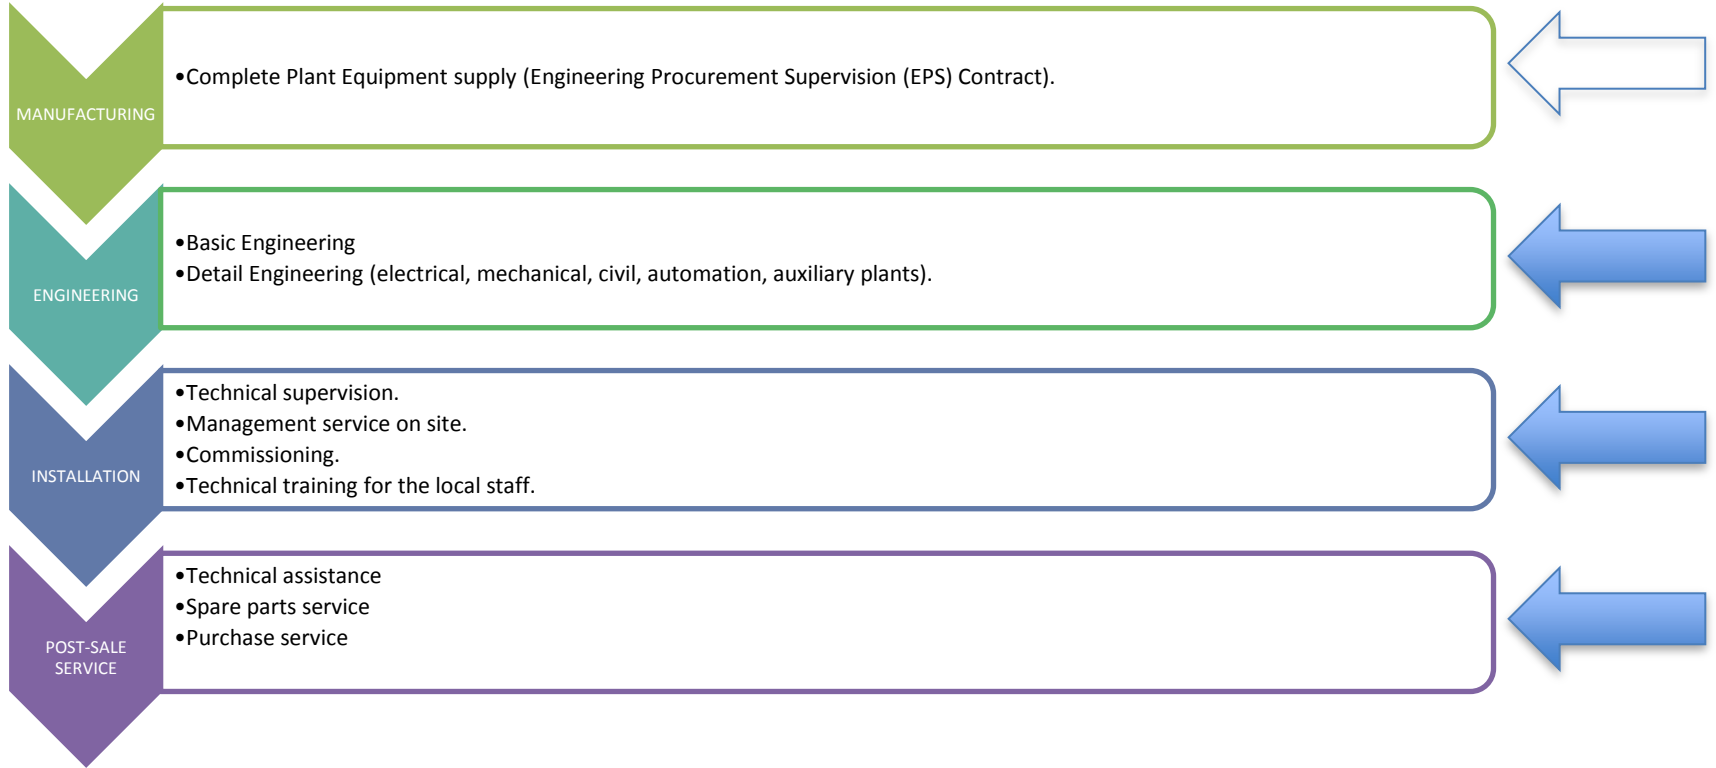 MANUFACTURING
•Complete Plant Equipment supply (Engineering Procurement Supervision (EPS) Contract).
ENGINEERING
•Basic Engineering
•Detail Engineering (electrical, mechanical, civil, automation, auxiliary plants).
INSTALLATION
•Technical supervision.
•Management service on site.
•Commissioning.
•Technical training for the local staff.
POST-SALE
SERVICE
•Technical assistance
•Spare parts service
•Purchase service